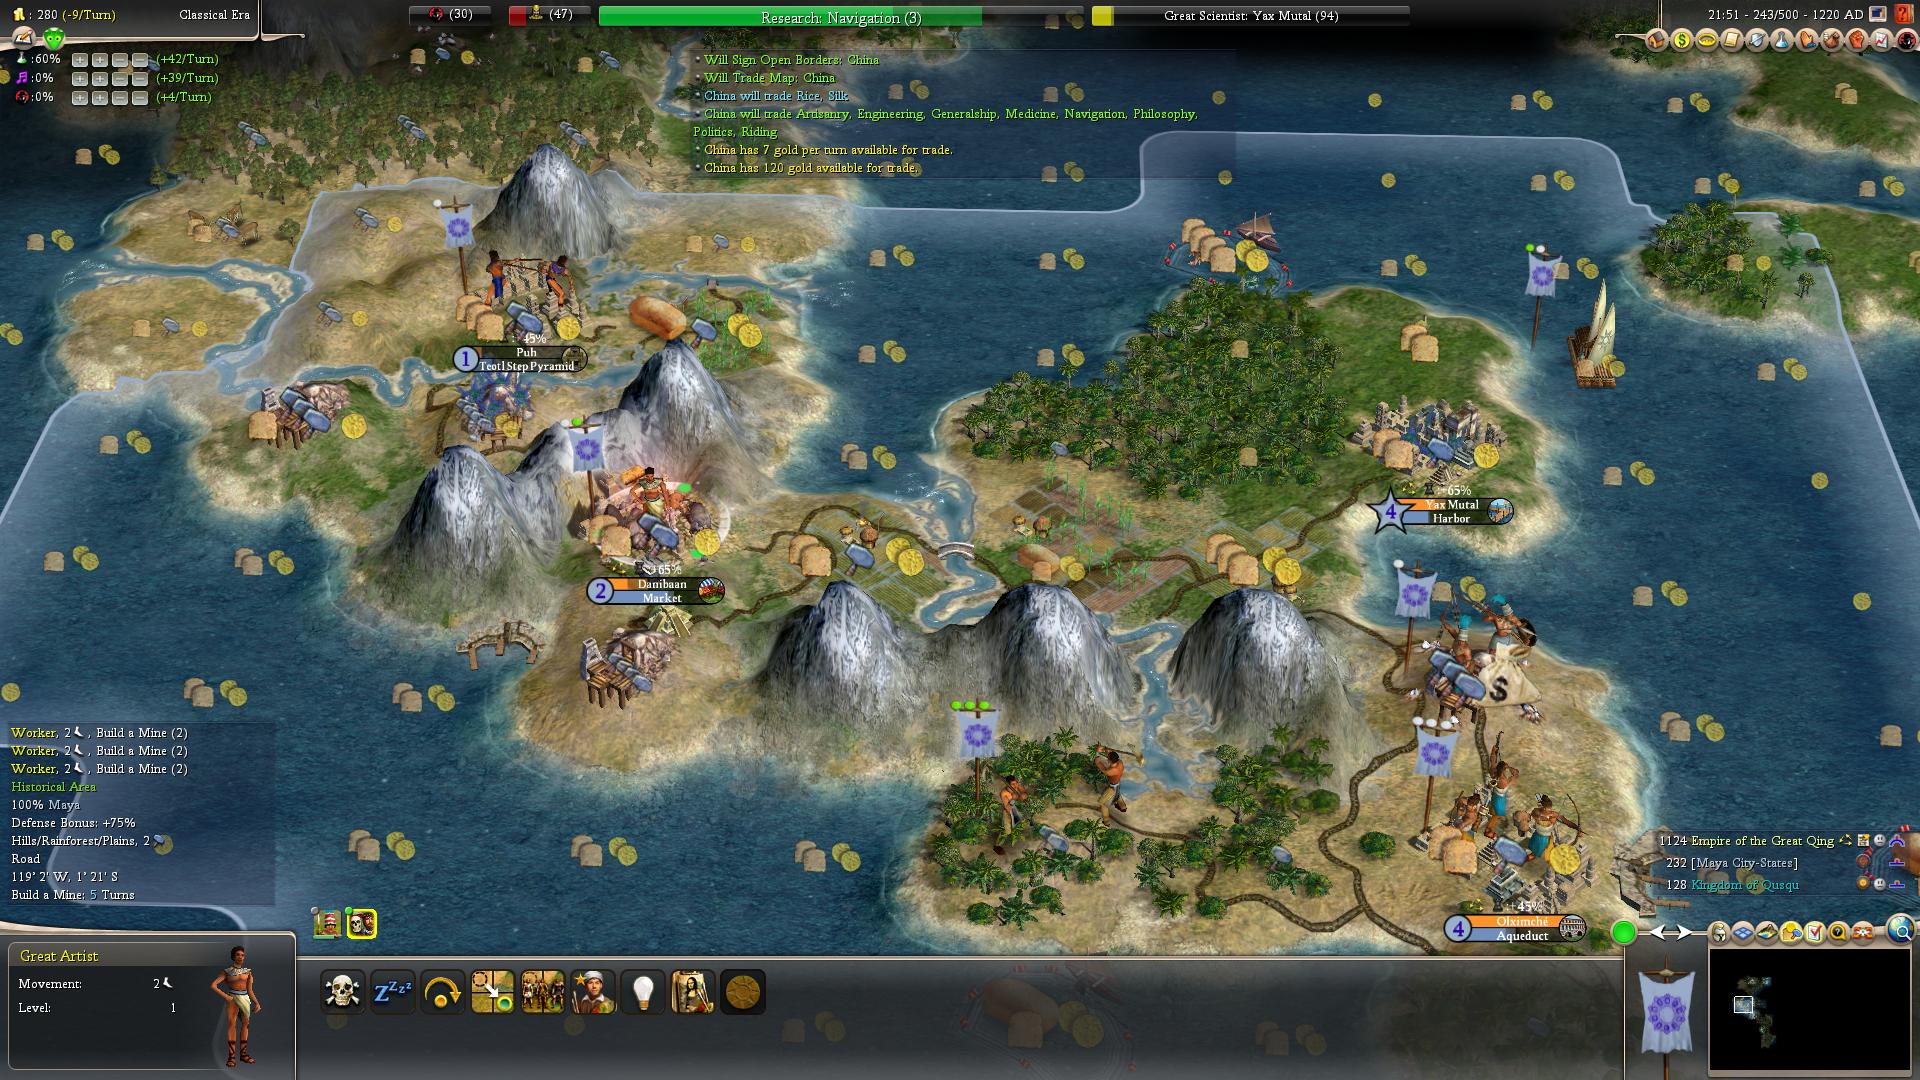 : 280 (-9/Turn)
Classical Era
(30)
(47)
Research: Navigation (3)
Great Scientist: Yax Mutal (94)
21:51 - 243/500 - 1220 AD
:60%
(+42/Turn)
:0%
(+39/Turn)
:0%
(+4/Turn)
Will Sign Open Borders: China
Will Trade Map: China
China will trade Rice, Silk
China will trade Artisanry, Engineering, Generalship, Medicine, Navigation, Philosophy,
Politics, Riding
China has 7 gold per turn available for trade.
China has 120 gold available for trade.
+45%
1
Puh
Teotl Step Pyramid
+65%
4
Yax Mutal
Harbor
+65%
2
Danibaan
Market
$
Worker, 2 , Build a Mine (2)
Worker, 2 , Build a Mine (2)
Worker, 2 , Build a Mine (2)
Historical Area
100% Maya
Defense Bonus: +75%
Hills/Rainforest/Plains, 2
Road
119° 2' W, 1° 21' S
Build a Mine: 5 Turns
1124 Empire of the Great Qing
232 [Maya City-States]
128 Kingdom of Qusqu
+45%
4
Olximché
Aqueduct
Great Artist
Movement: 2
Level: 1